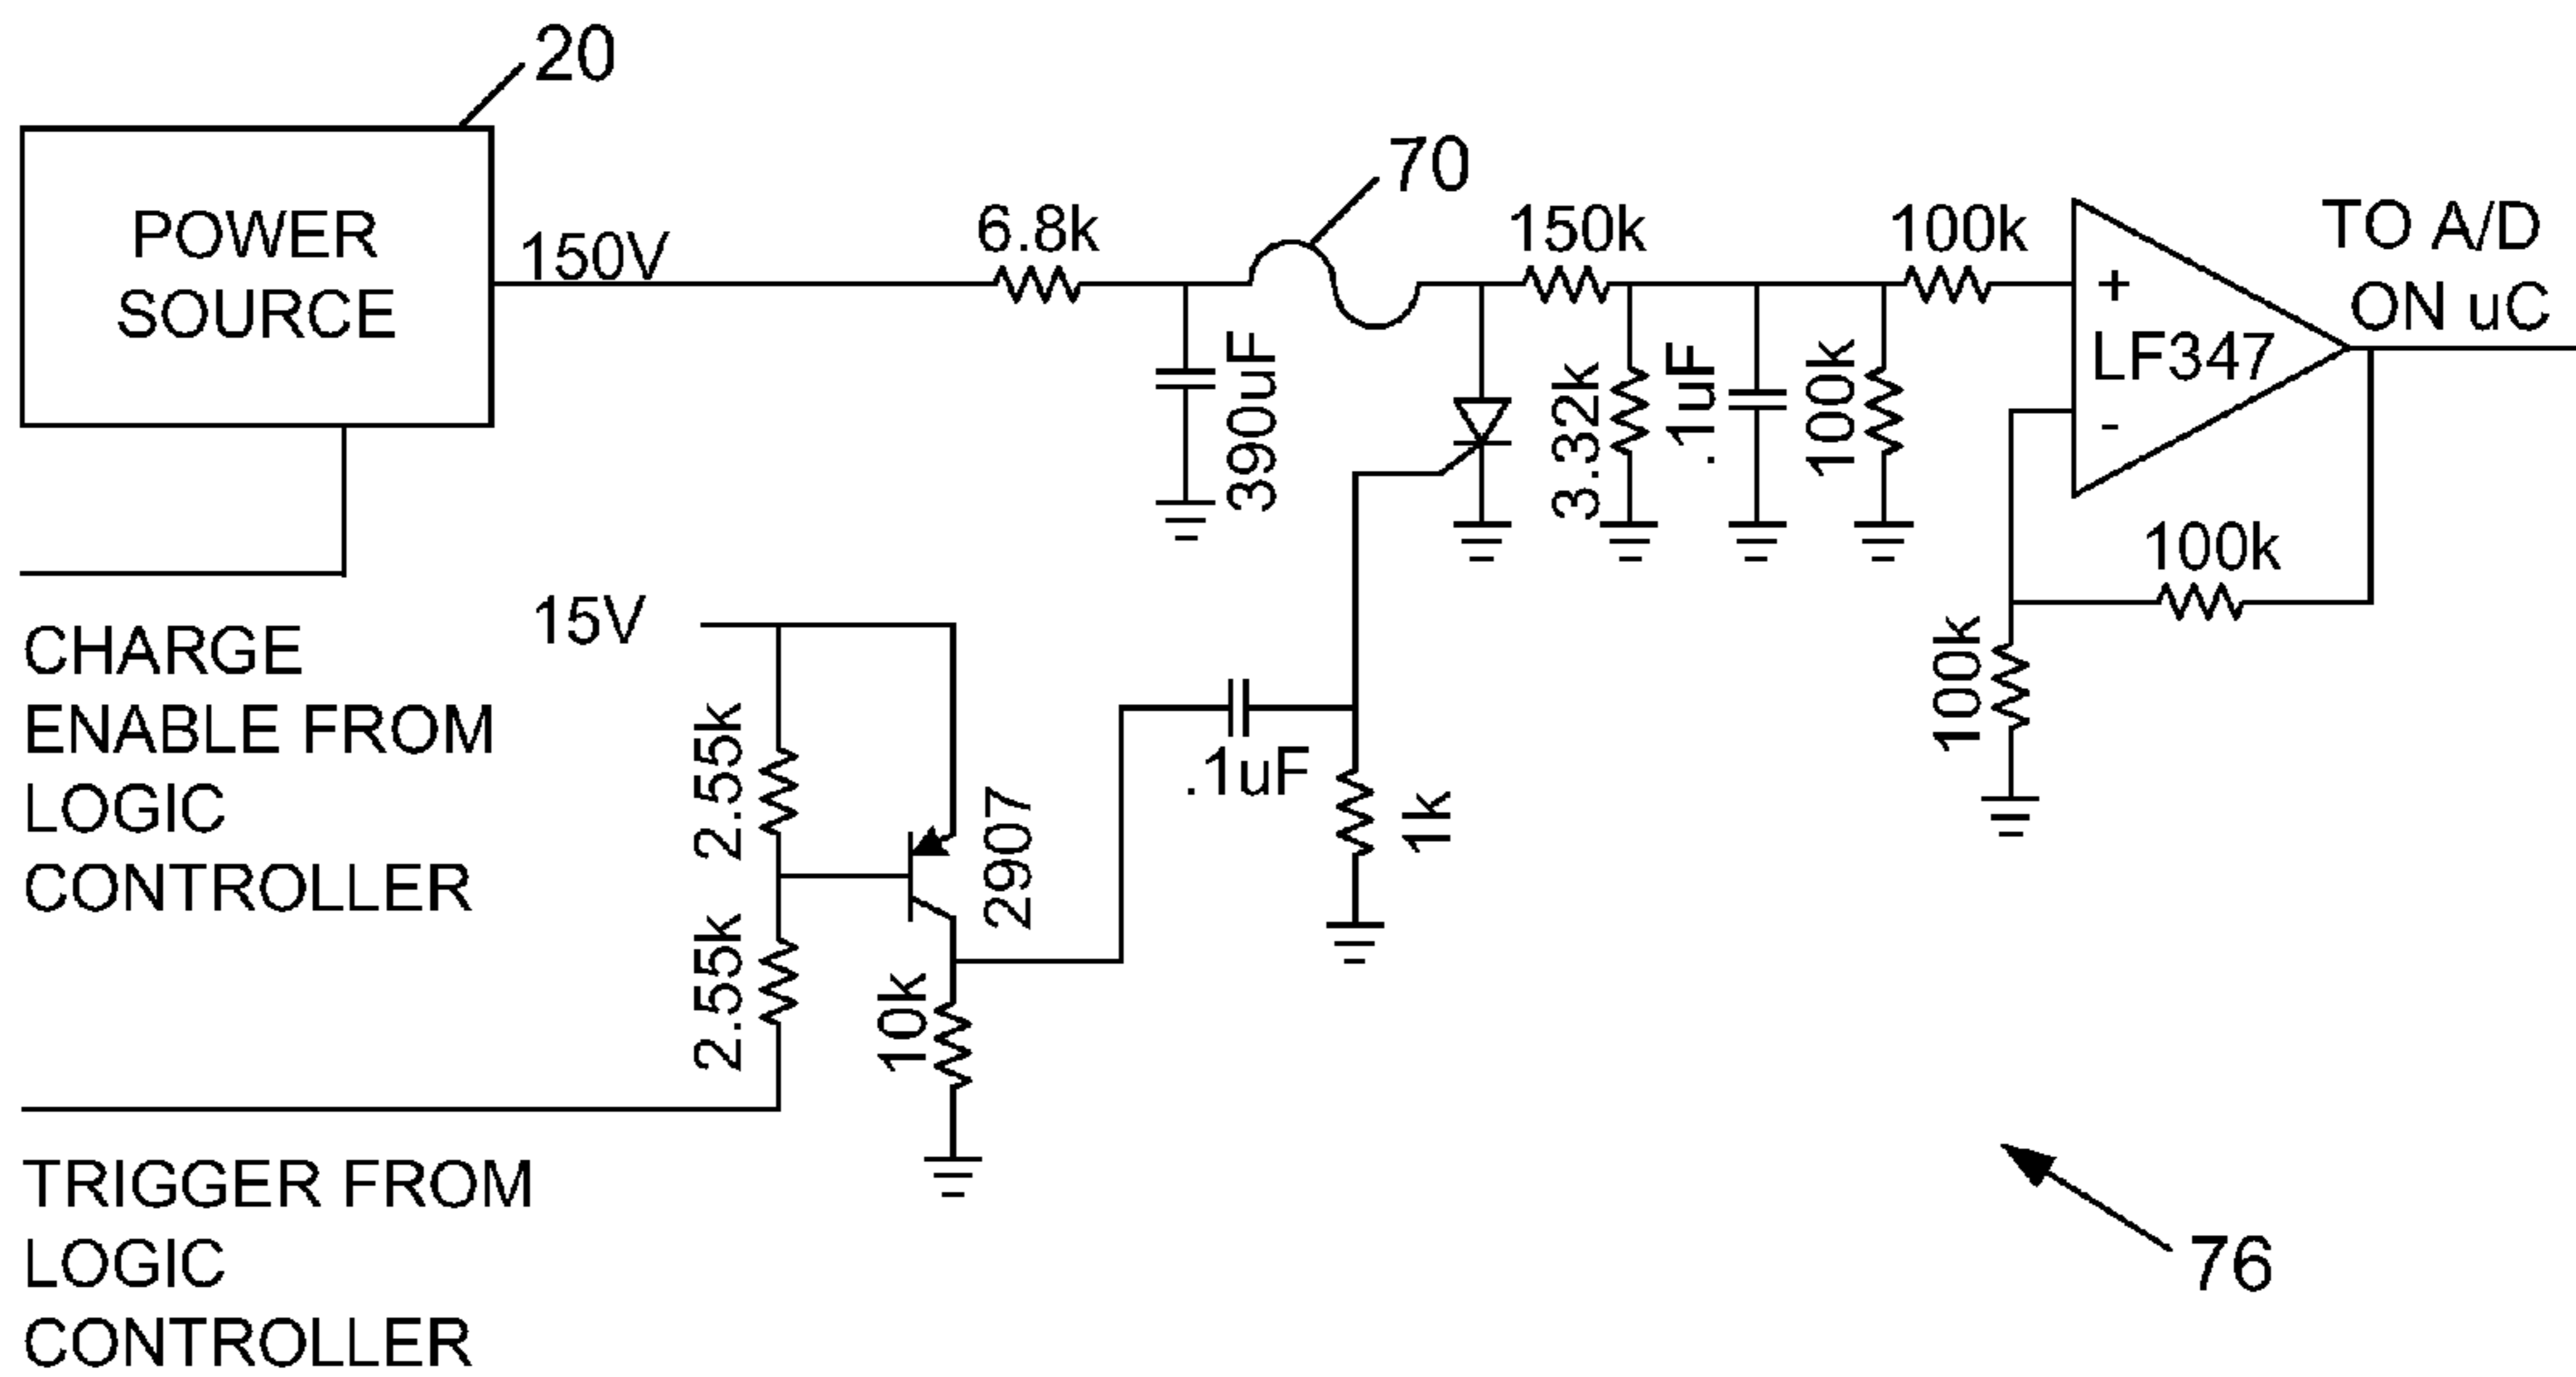 20
POWER
SOURCE
150V
6.8k
70
150k
100k
TO A/D
ON uC
+
LF347
-
390uF
3.32k
.1uF
100k
100k
100k
CHARGE
ENABLE FROM
LOGIC
CONTROLLER
15V
2.55k
2.55k
2907
10k
.1uF
1k
TRIGGER FROM
LOGIC
CONTROLLER
76